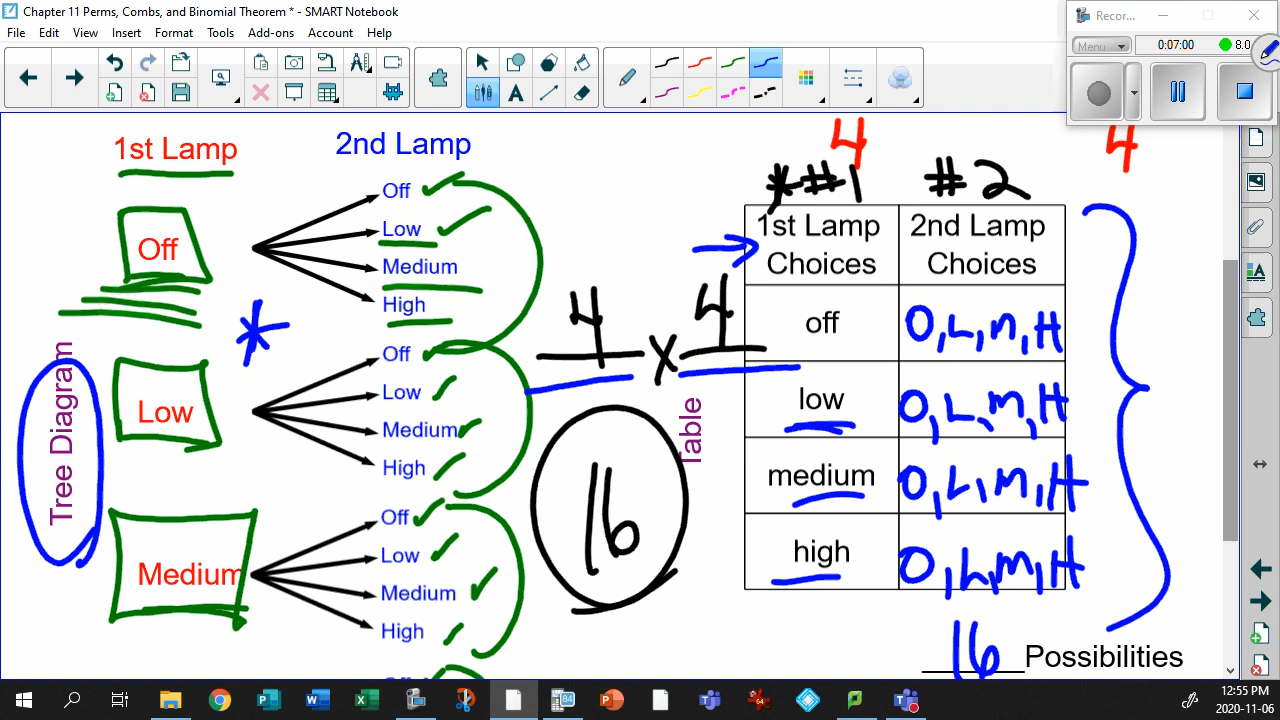 Chapter 11 Perms, Combs, and Binomial Theorem * - SMART Notebook
File Edit View Insert Format Tools Add-ons Account Help
Recor...
Menu 0:07:00 8.0
1st Lamp
2nd Lamp
Off
Off
Low
Medium
High
Low
Off
Low
Medium
High
Medium
Off
Low
Medium
High
Tree Diagram
*
4 x 4
16
Table
4
4
*#1 #2
1st Lamp Choices
2nd Lamp Choices
off O, L, M, H
low O, L, M, H
medium O, L, M, H
high O, L, M, H
16 Possibilities
12:55 PM
2020-11-06